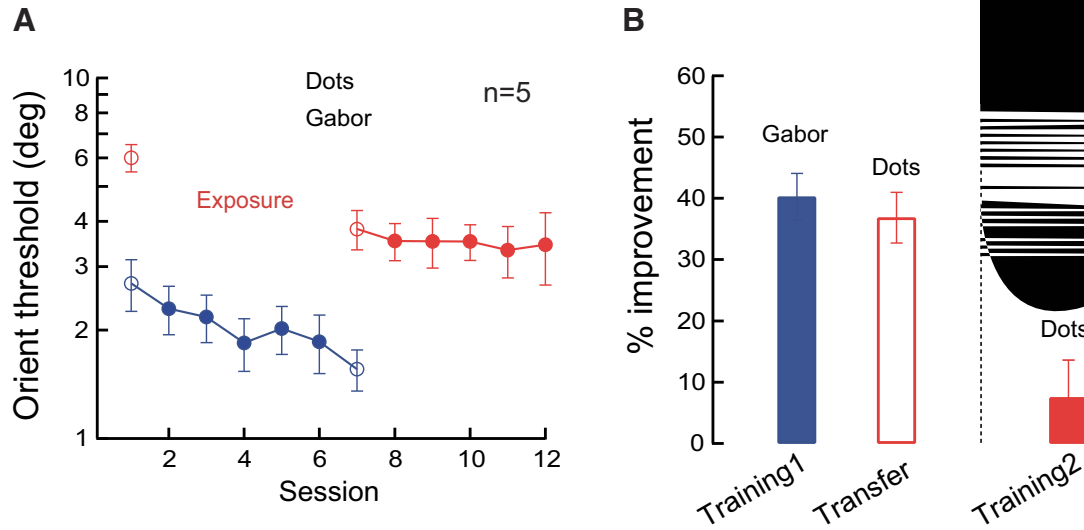 A
Orient threshold (deg)
10
8
6
4
3
2
1
Dots
Gabor
n=5
Exposure
2
4
6
8
10
12
Session
B
% improvement
60
50
40
30
20
10
0
Gabor
Dots
Dots
Training1
Transfer
Training2